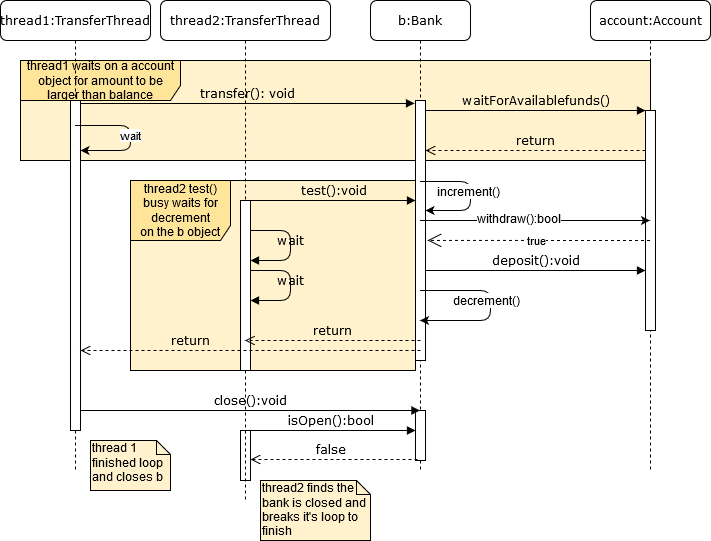 thread1:TransferThread
thread2:TransferThread
b:Bank
account:Account
thread1 waits on a account
object for amount to be
larger than balance
transfer(): void
waitForAvailablefunds()
wait
return
thread2 test()
busy waits for
decrement
on the b object
test():void
increment()
withdraw():bool
wait
true
deposit():void
wait
decrement()
return
return
close():void
isOpen():bool
false
thread 1
finished loop
and closes b
thread2 finds the
bank is closed and
breaks it's loop to
finish